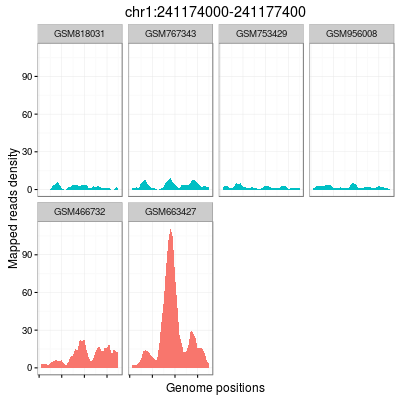 chr1:241174000-241177400
GSM818031 GSM767343 GSM753429 GSM956008
90
60
30
0
Mapped reads density
GSM466732 GSM663427
90
60
30
0
Genome positions